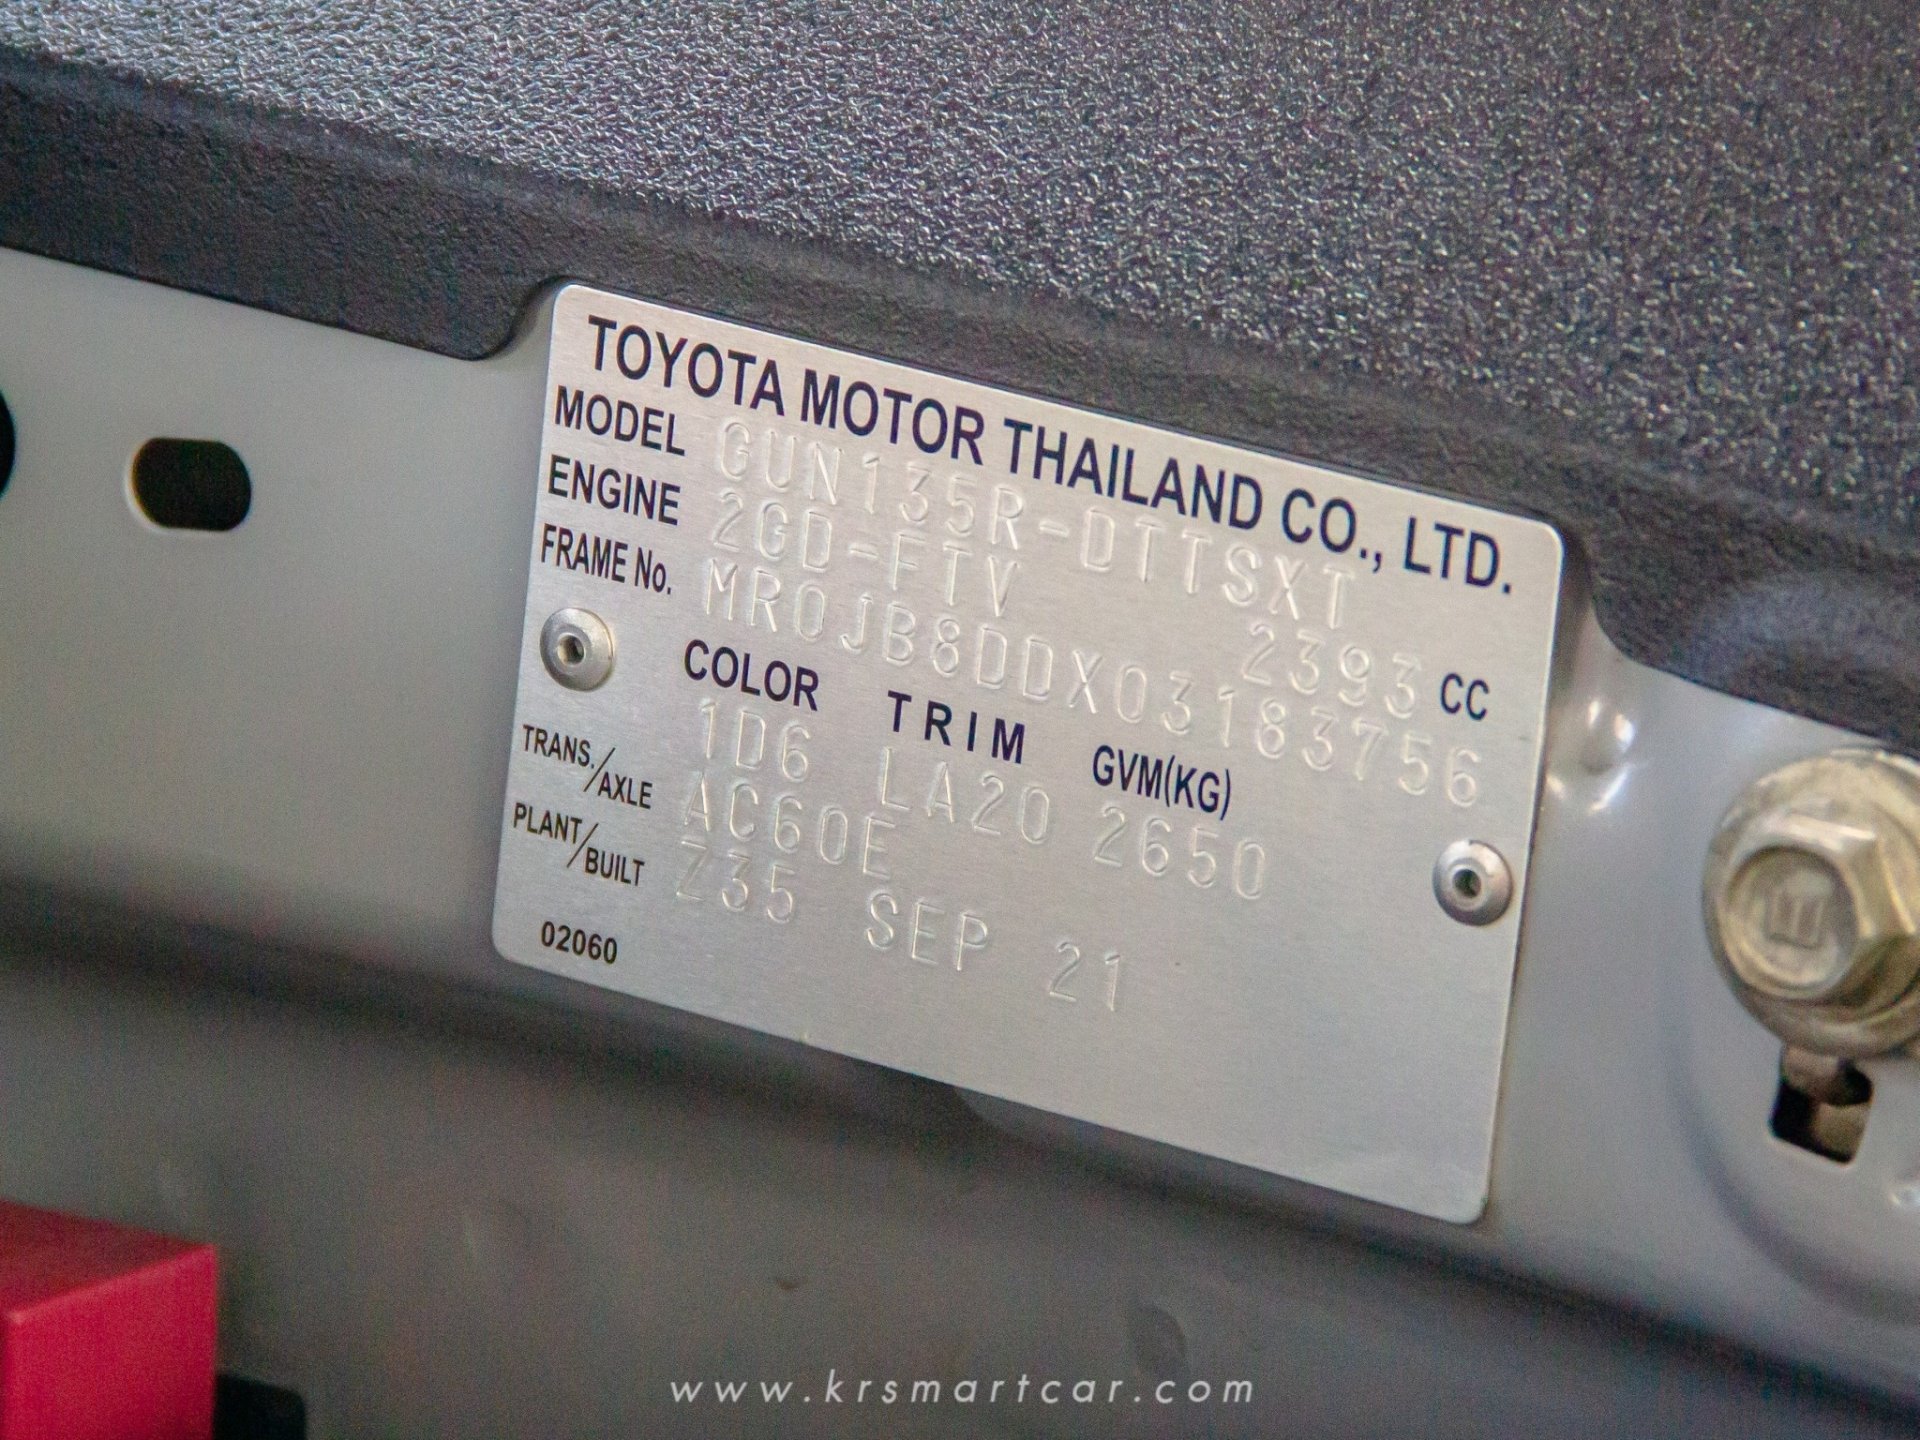 TOYOTA MOTOR THAILAND CO., LTD.
MODEL GUN135R-DTTSXT
ENGINE 2GD-FTV 2393 CC
FRAME No. MR0JB8DDX03183756
COLOR TRIM GVM(KG)
1D6 LA20 2650
TRANS./AXLE AC60E
PLANT/BUILT Z35 SEP 21
02060
www.krsmartcar.com